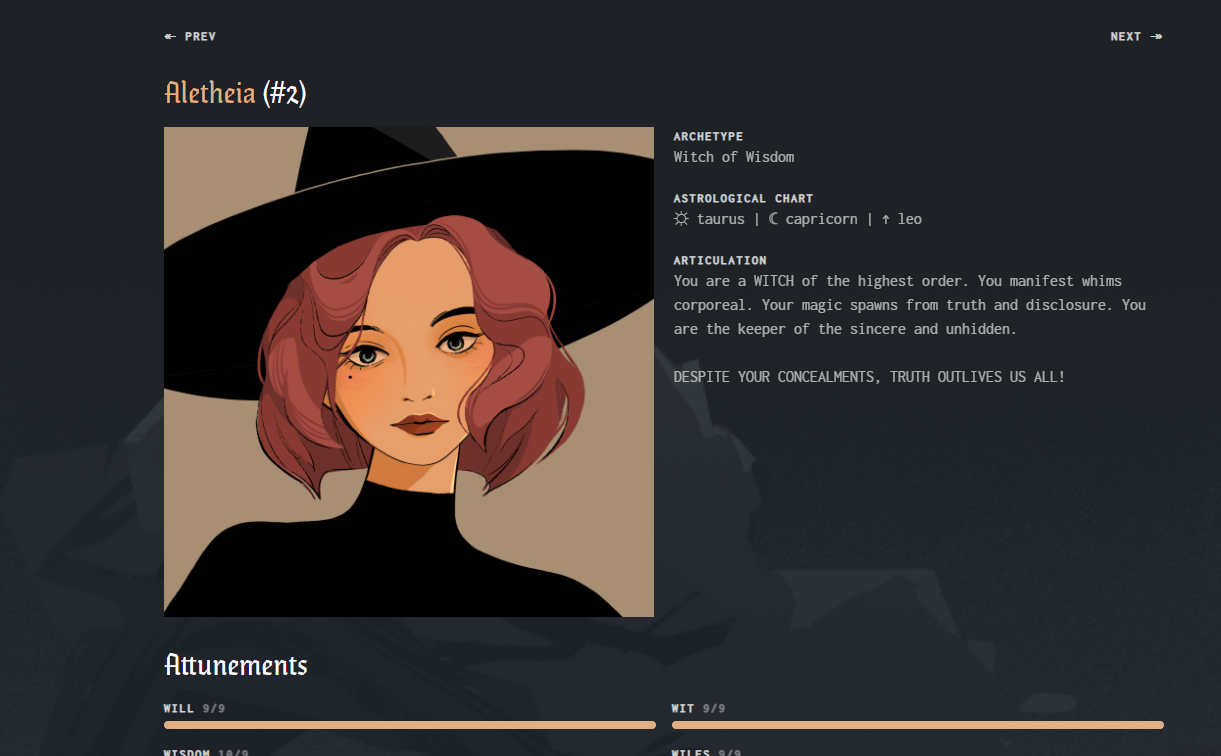 ↞ PREV
NEXT ↠
Aletheia (#2)
ARCHETYPE
Witch of Wisdom
ASTROLOGICAL CHART
☼ taurus | ☾ capricorn | ↑ leo
ARTICULATION
You are a WITCH of the highest order. You manifest whims
corporeal. Your magic spawns from truth and disclosure. You
are the keeper of the sincere and unhidden.
DESPITE YOUR CONCEALMENTS, TRUTH OUTLIVES US ALL!
Attunements
WILL 9/9
WIT 9/9
WISDOM 10/9
WILES 9/9